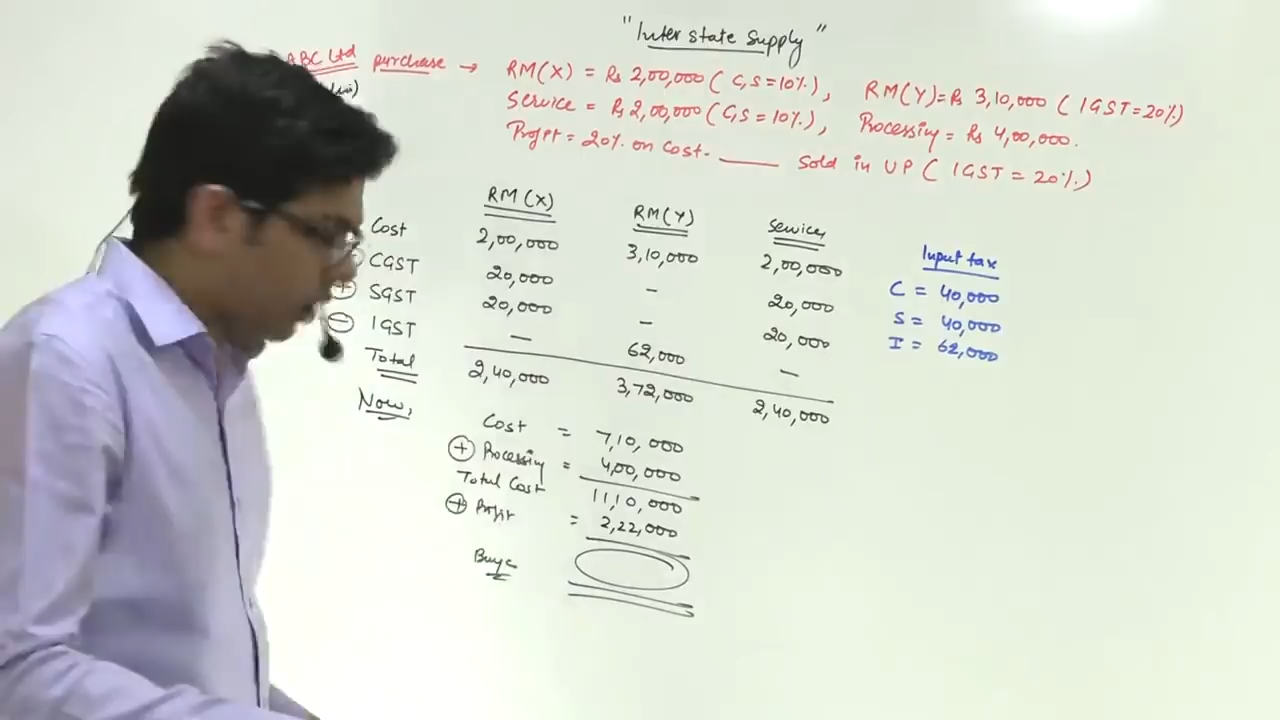 "Inter state Supply"
ABC Ltd purchase → RM(X) = Rs 2,00,000 (C,S=10%), RM(Y)=Rs 3,10,000 (IGST=20%)
Service = Rs 2,00,000 (C,S=10%), Processing = Rs 4,00,000.
Profit = 20% on cost. ——— Sold in UP (IGST = 20%)
RM(X) RM(Y) Service
Cost 2,00,000 3,10,000 2,00,000
CGST 20,000 - 20,000
+ SGST 20,000 - 20,000
- IGST — 62,000 —
Total 2,40,000 3,72,000 2,40,000
Input tax
C = 40,000
S = 40,000
I = 62,000
Now,
Cost = 7,10,000
+ Processing = 4,00,000
Total Cost 11,10,000
+ Profit = 2,22,000